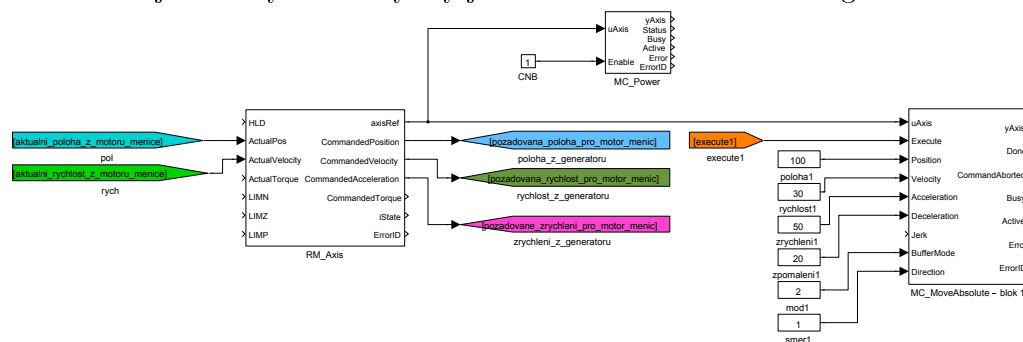 uAxis
Enable
yAxis
Status
Busy
Active
Error
ErrorID
MC_Power
1
CNB
HLD
ActualPos
ActualVelocity
ActualTorque
LIMN
LIMZ
LIMP
axisRef
CommandedPosition
CommandedVelocity
CommandedAcceleration
CommandedTorque
iState
ErrorID
RM_Axis
[aktualni_poloha_z_motoru_menice]
pol
[aktualni_rychlost_z_motoru_menice]
rych
[pozadovana_poloha_pro_motor_menic]
poloha_z_generatoru
[pozadovana_rychlost_pro_motor_menic]
rychlost_z_generatoru
[pozadovane_zrychleni_pro_motor_menic]
zrychleni_z_generatoru
[execute1]
execute1
100
poloha1
30
rychlost1
50
zrychleni1
20
zpomaleni1
2
mod1
1
smer1
uAxis
Execute
Position
Velocity
Acceleration
Deceleration
Jerk
BufferMode
Direction
yAxis
Done
CommandAborted
Busy
Active
Error
ErrorID
MC_MoveAbsolute - blok 1